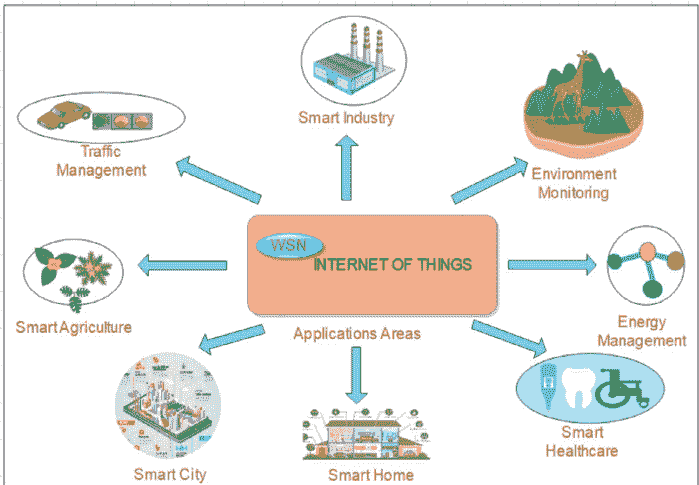 Smart Industry
Traffic
Management
Environment
Monitoring
WSN
INTERNET OF THINGS
Smart Agriculture
Energy
Management
Applications Areas
Smart
Healthcare
Smart City
Smart Home